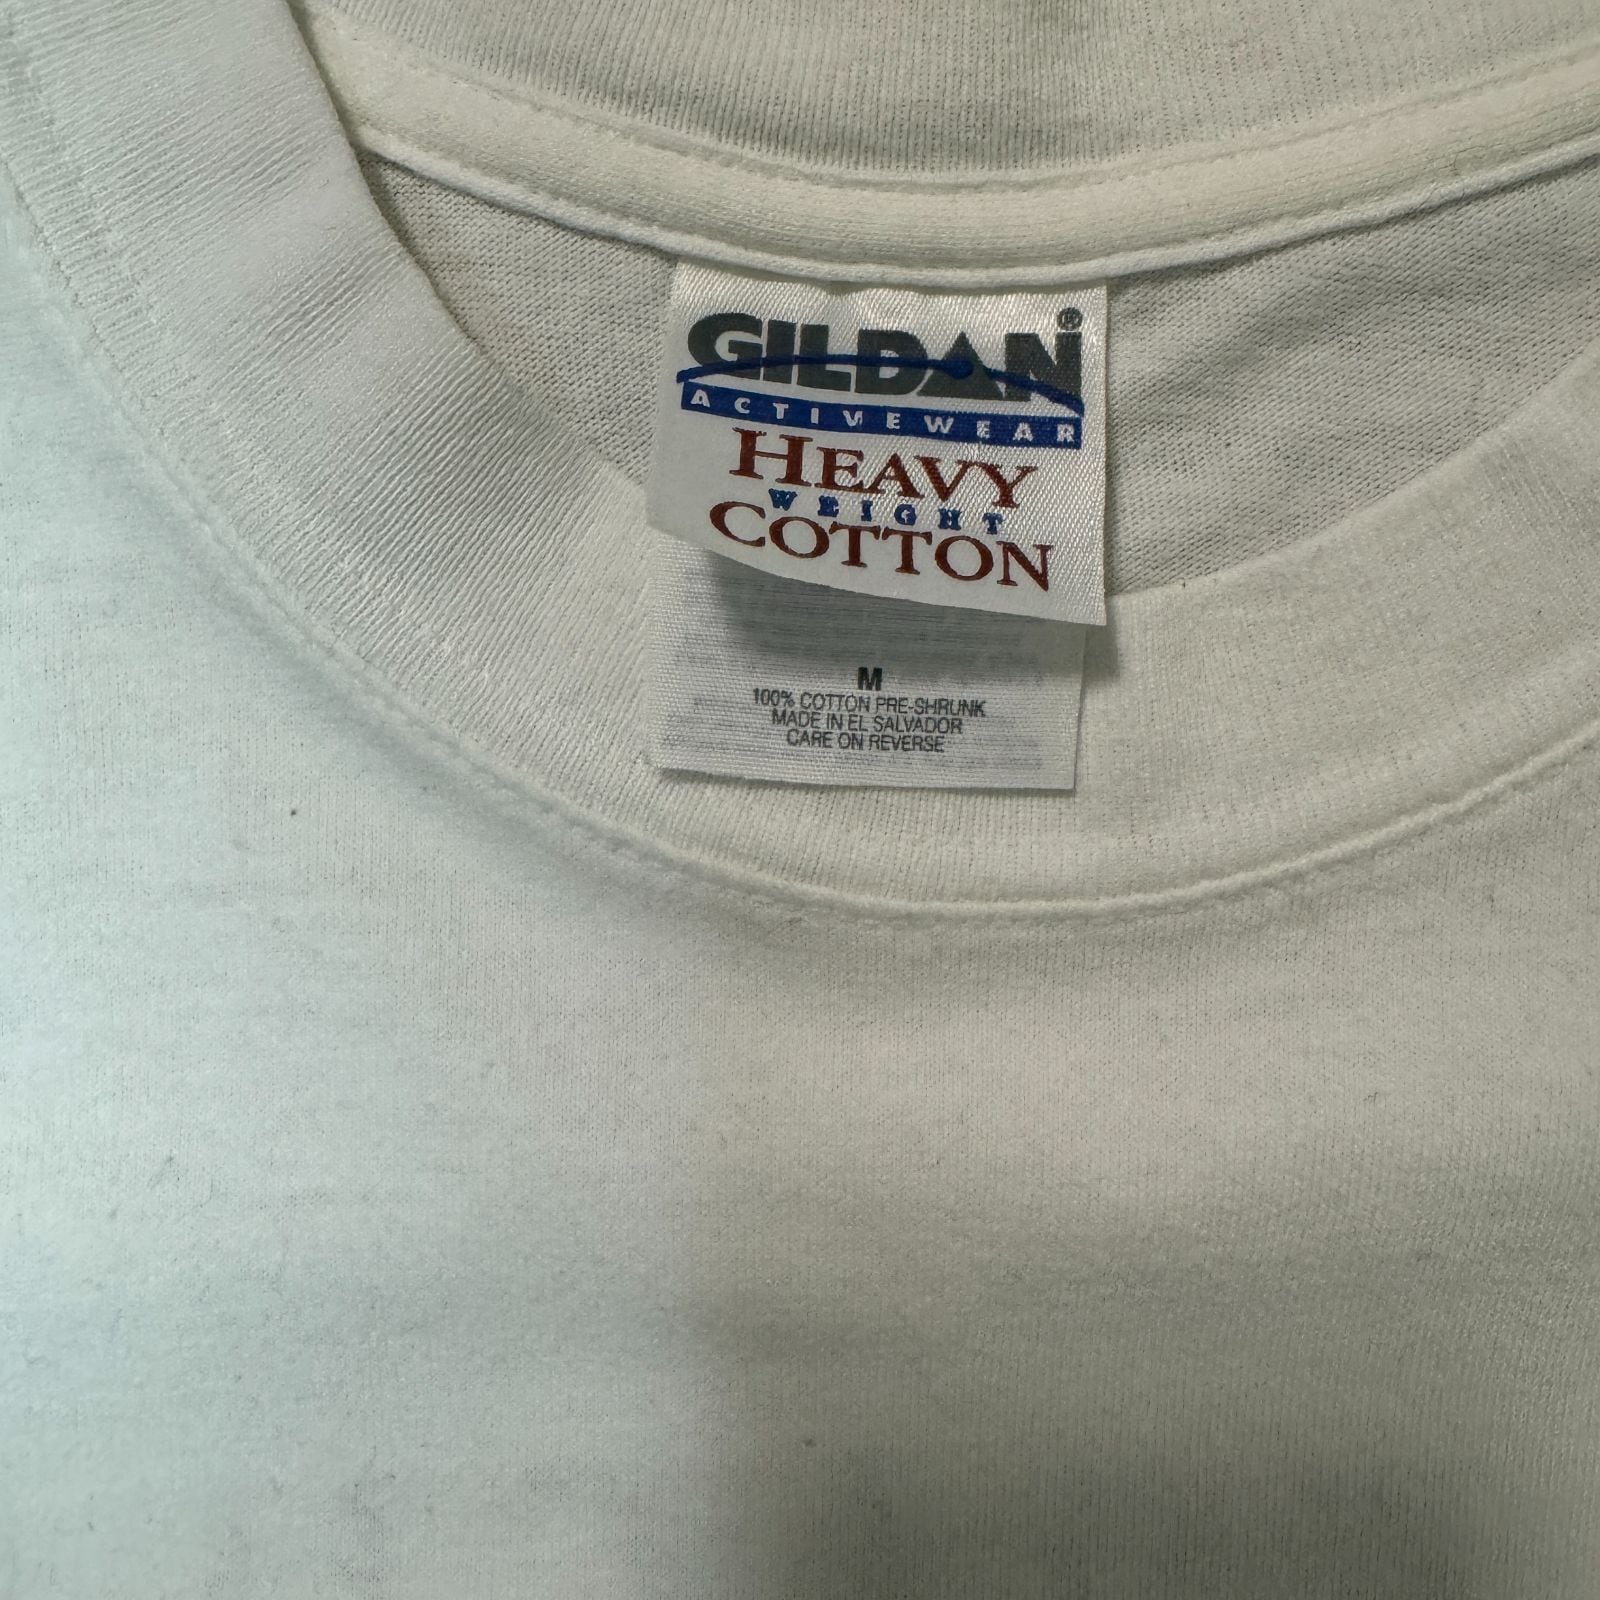 GILDAN®
ACTIVEWEAR
HEAVY
WEIGHT
COTTON
M
100% COTTON PRE-SHRUNK
MADE IN EL SALVADOR
CARE ON REVERSE